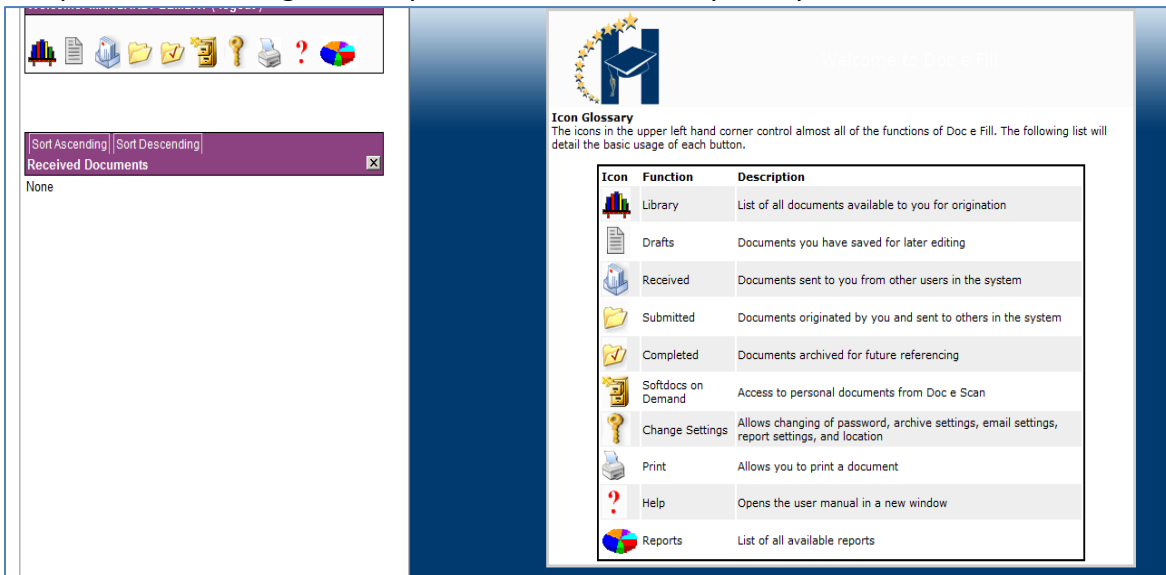 Sort Ascending Sort Descending
Received Documents
None
Welcome to Doc e Fill
Icon Glossary
The icons in the upper left hand corner control almost all of the functions of Doc e Fill. The following list will
detail the basic usage of each button.
Icon Function Description
Library List of all documents available to you for origination
Drafts Documents you have saved for later editing
Received Documents sent to you from other users in the system
Submitted Documents originated by you and sent to others in the system
Completed Documents archived for future referencing
Softdocs on
Demand
Access to personal documents from Doc e Scan
Change Settings
Allows changing of password, archive settings, email settings,
report settings, and location
Print Allows you to print a document
? Help Opens the user manual in a new window
Reports List of all available reports